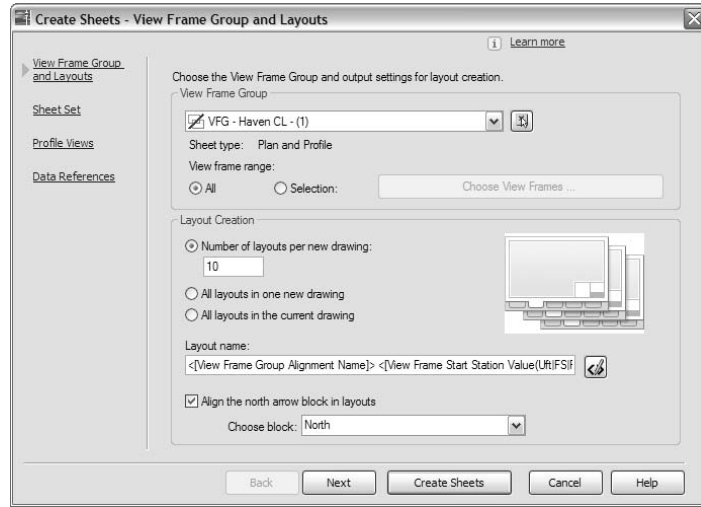 Create Sheets - View Frame Group and Layouts
i Learn more
View Frame Group
and Layouts
Sheet Set
Profile Views
Data References
Choose the View Frame Group and output settings for layout creation.
View Frame Group
VFG - Haven CL - (1)
Sheet type: Plan and Profile
View frame range:
All Selection: Choose View Frames ...
Layout Creation
Number of layouts per new drawing:
10
All layouts in one new drawing
All layouts in the current drawing
Layout name:
<[View Frame Group Alignment Name]> <[View Frame Start Station Value(Uft|FS|F
Align the north arrow block in layouts
Choose block: North
Back Next Create Sheets Cancel Help